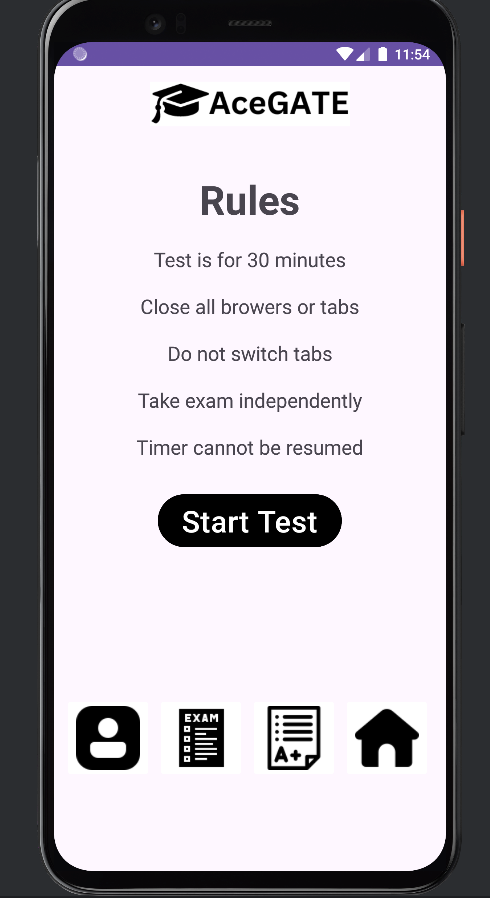 11:54
AceGATE
Rules
Test is for 30 minutes
Close all browers or tabs
Do not switch tabs
Take exam independently
Timer cannot be resumed
Start Test
EXAM
A+